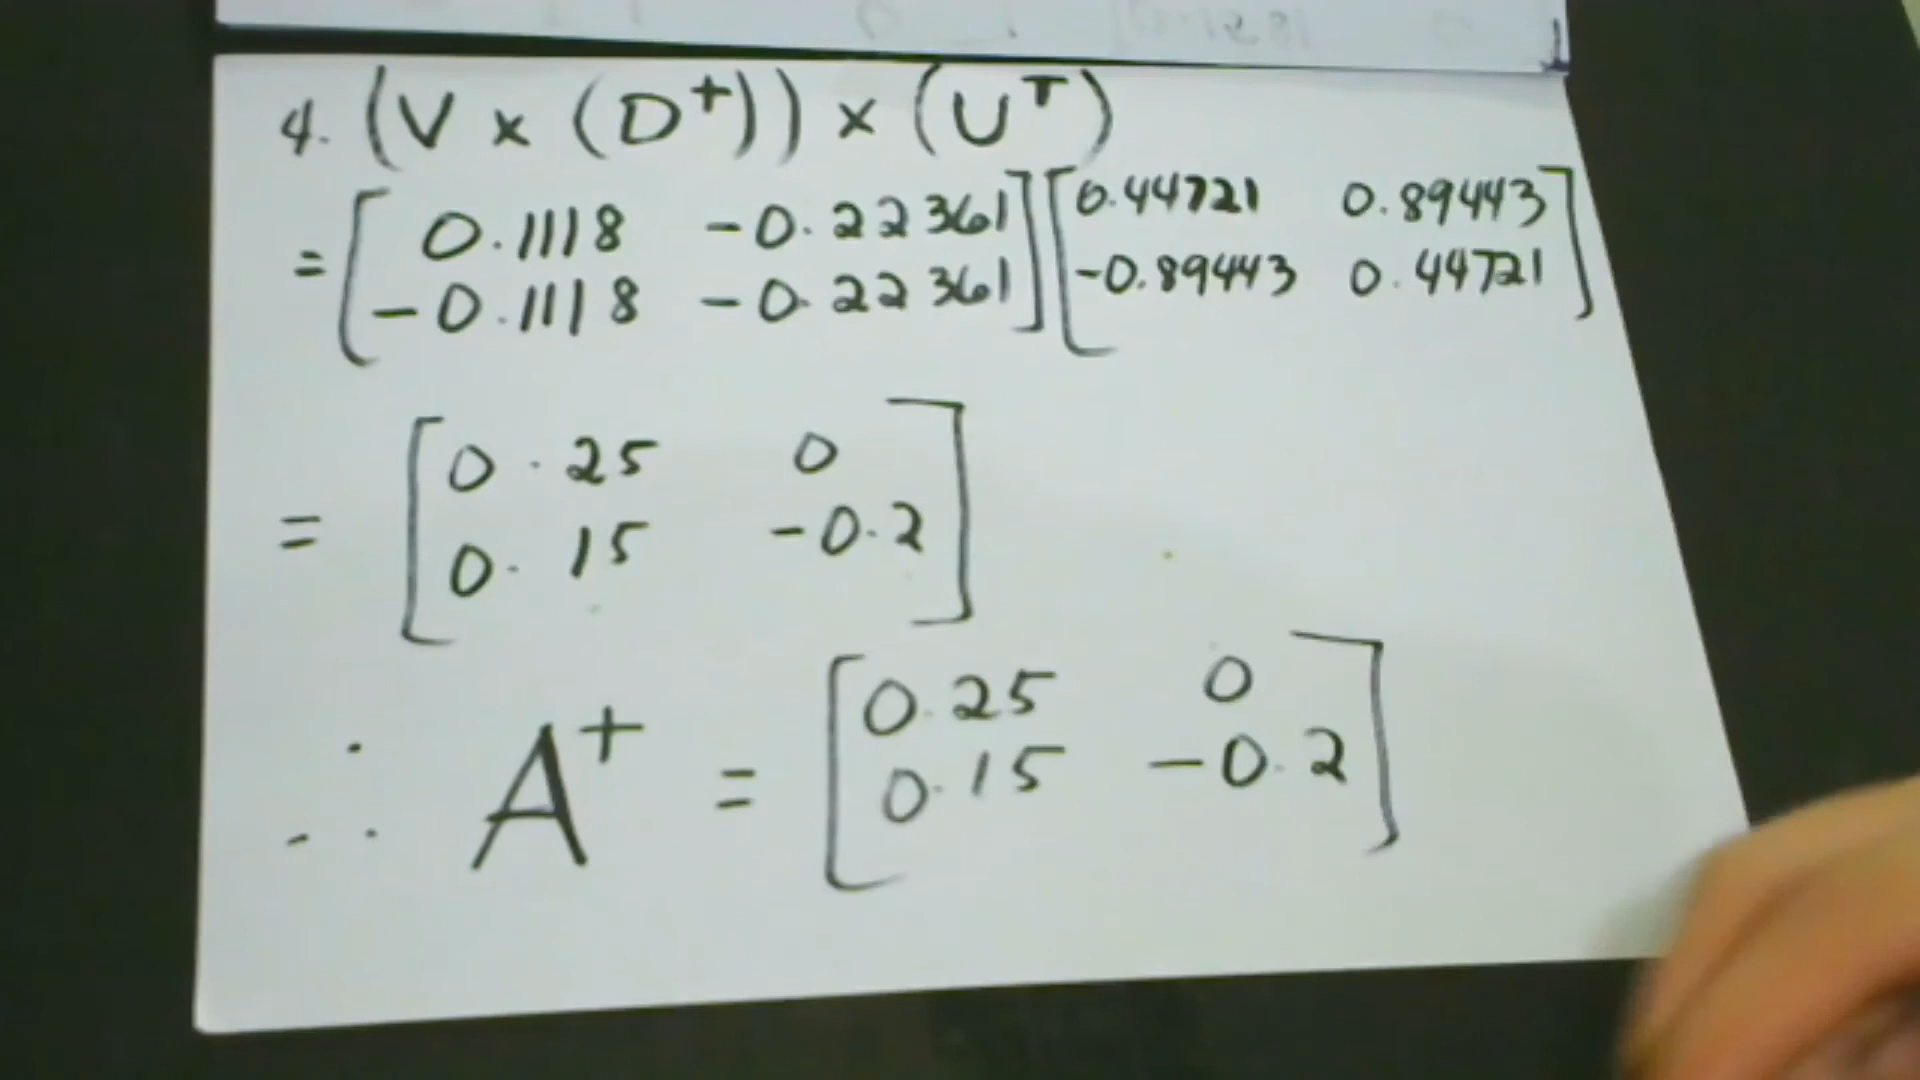 4. (V × (D⁺)) × (Uᵀ)
= [ 0.1118 -0.22361 ] [ 0.44721 0.89443 ]
[ -0.1118 -0.22361 ] [ -0.89443 0.44721 ]
= [ 0.25 0 ]
[ 0.15 -0.2 ]
∴ A⁺ = [ 0.25 0 ]
[ 0.15 -0.2 ]